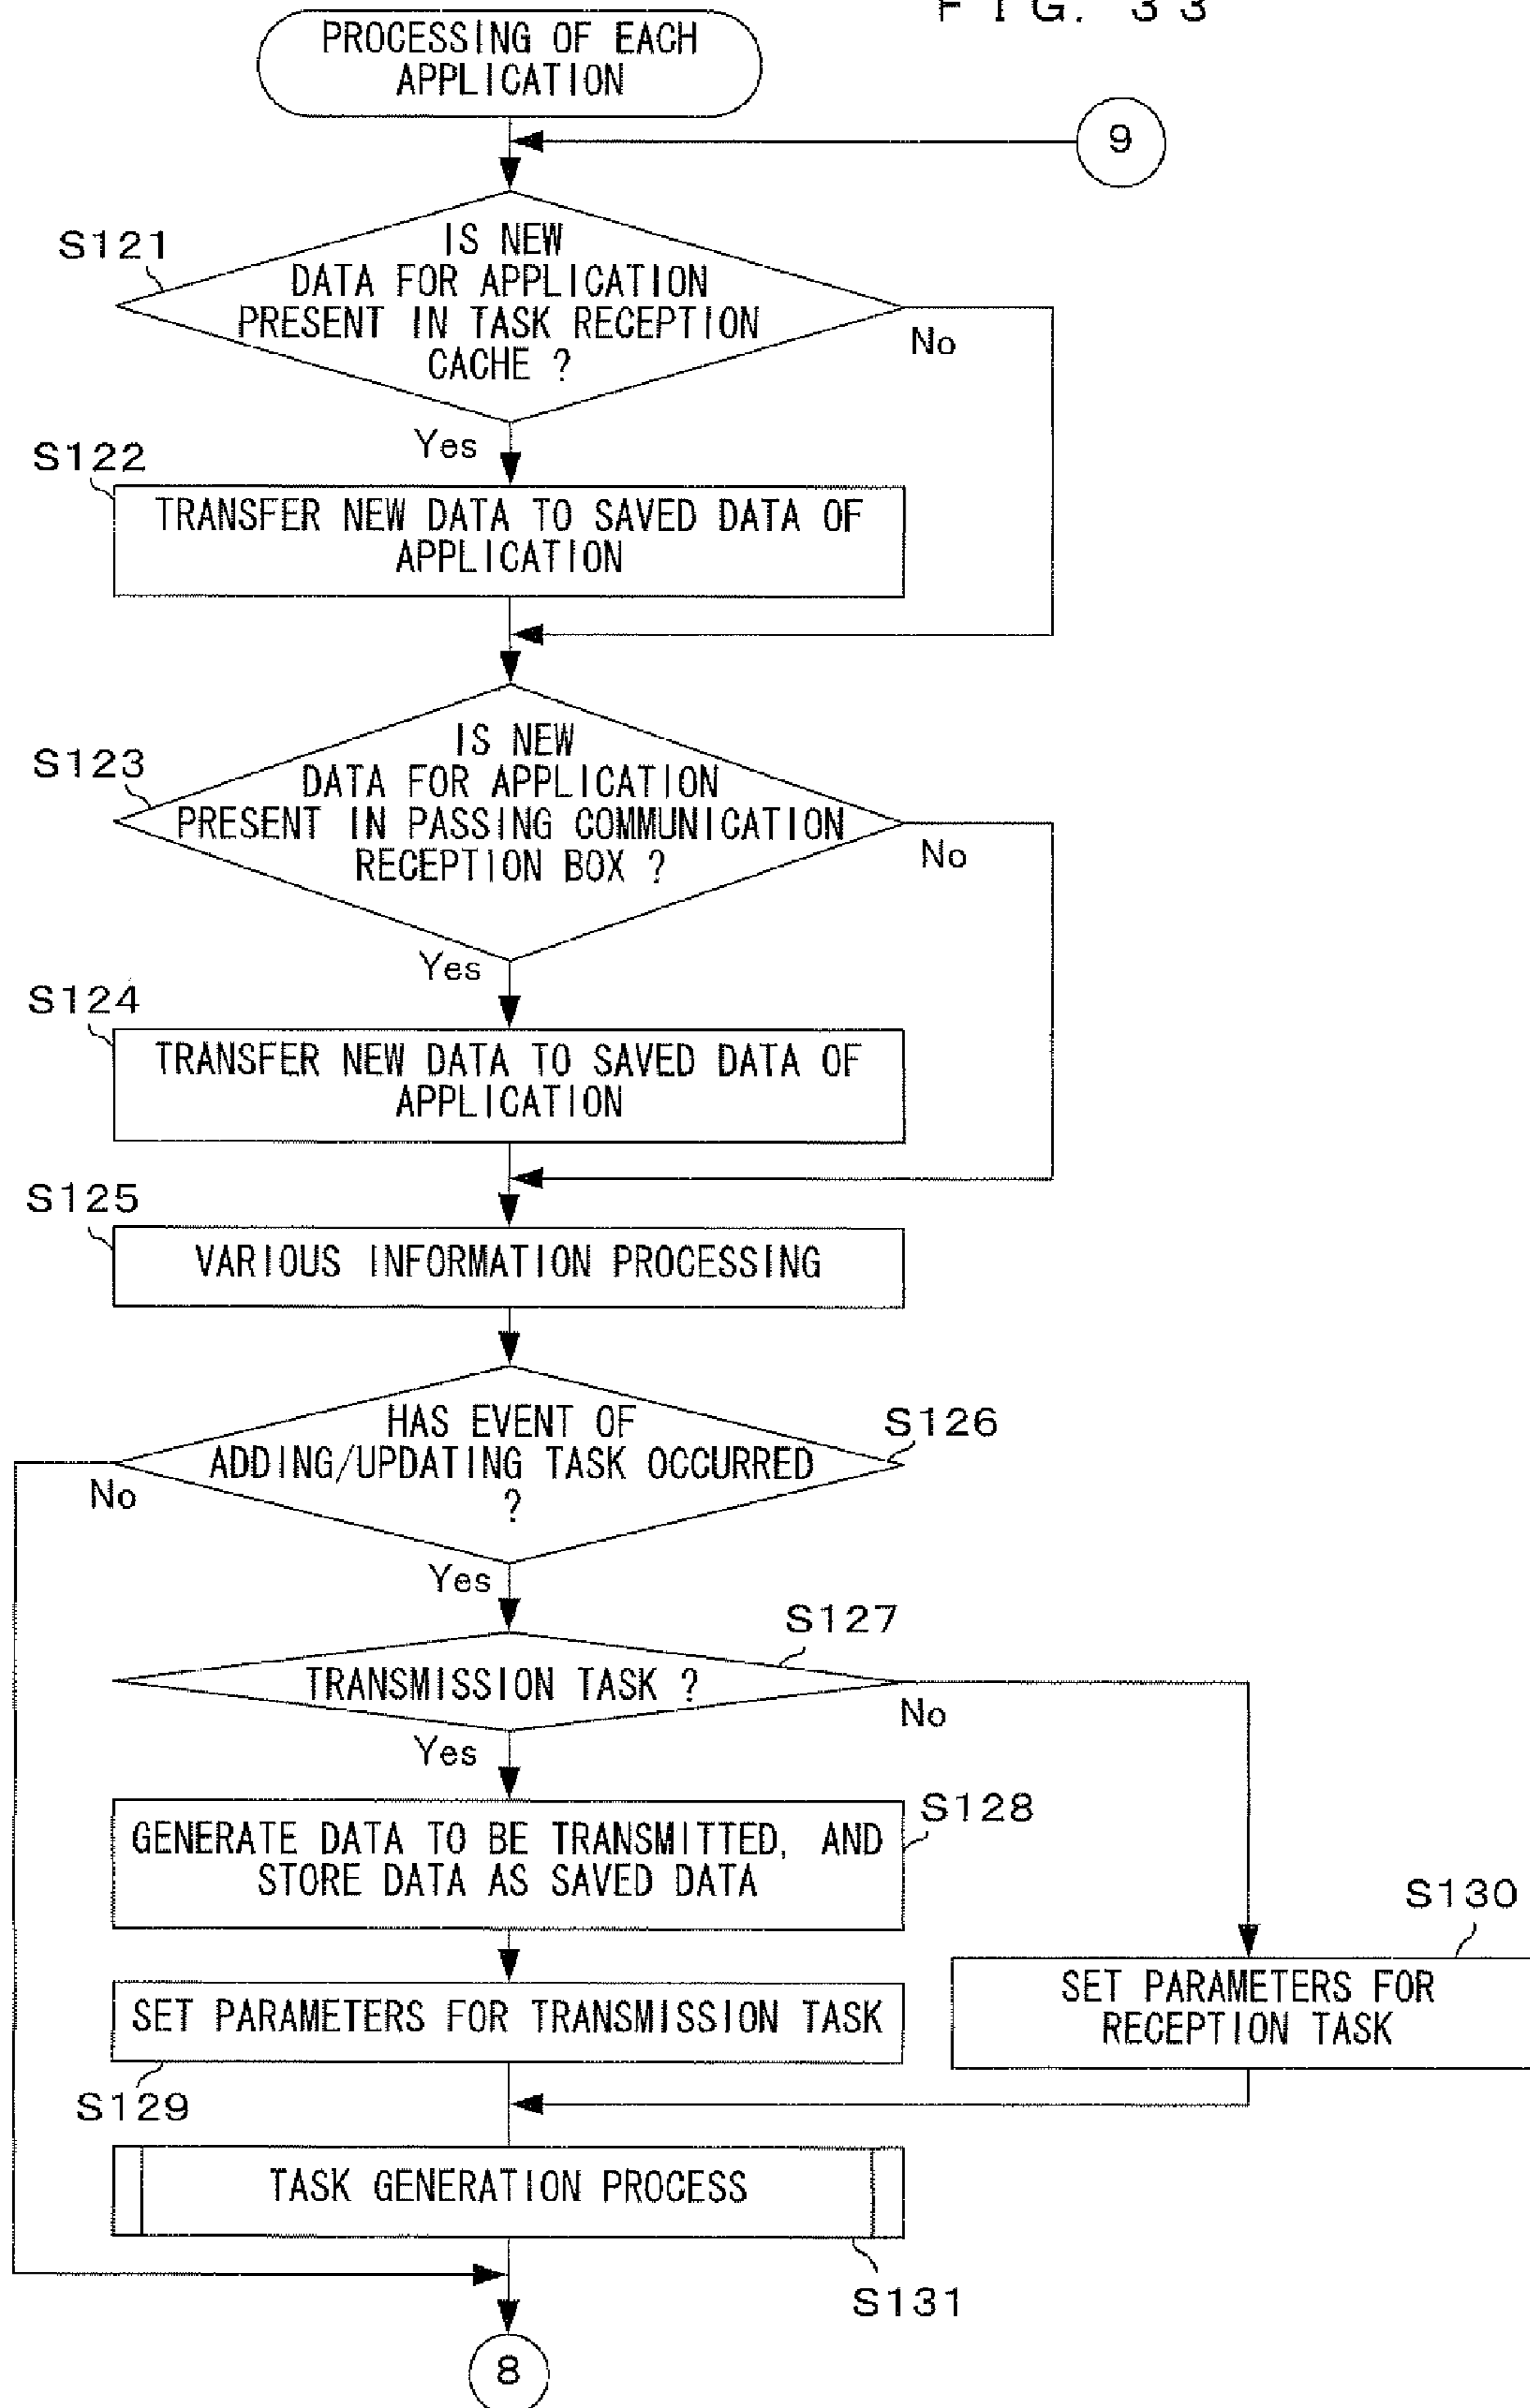 FIG. 33
PROCESSING OF EACH
APPLICATION
9
S121
IS NEW
DATA FOR APPLICATION
PRESENT IN TASK RECEPTION
CACHE ?
No
Yes
S122
TRANSFER NEW DATA TO SAVED DATA OF
APPLICATION
S123
IS NEW
DATA FOR APPLICATION
PRESENT IN PASSING COMMUNICATION
RECEPTION BOX ?
No
Yes
S124
TRANSFER NEW DATA TO SAVED DATA OF
APPLICATION
S125
VARIOUS INFORMATION PROCESSING
HAS EVENT OF
ADDING/UPDATING TASK OCCURRED
?
S126
No
Yes
S127
TRANSMISSION TASK ?
No
Yes
S128
GENERATE DATA TO BE TRANSMITTED, AND
STORE DATA AS SAVED DATA
S130
SET PARAMETERS FOR
RECEPTION TASK
SET PARAMETERS FOR TRANSMISSION TASK
S129
TASK GENERATION PROCESS
S131
8